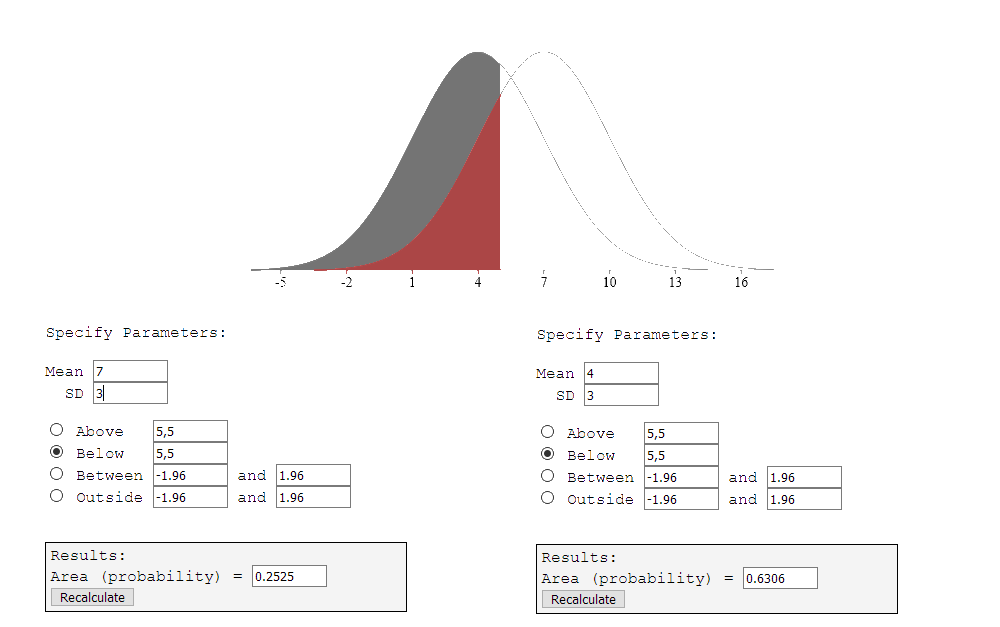 -5 -2 1 4 7 10 13 16
Specify Parameters:
Mean 7
SD 3
Above 5,5
Below 5,5
Between -1.96 and 1.96
Outside -1.96 and 1.96
Results:
Area (probability) = 0.2525
Recalculate
Specify Parameters:
Mean 4
SD 3
Above 5,5
Below 5,5
Between -1.96 and 1.96
Outside -1.96 and 1.96
Results:
Area (probability) = 0.6306
Recalculate